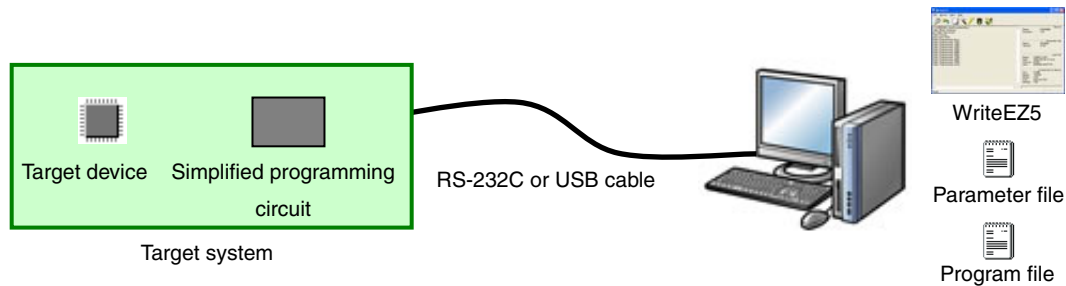 WriteEZ5
Target device
Simplified programming
circuit
RS-232C or USB cable
Parameter file
Target system
Program file